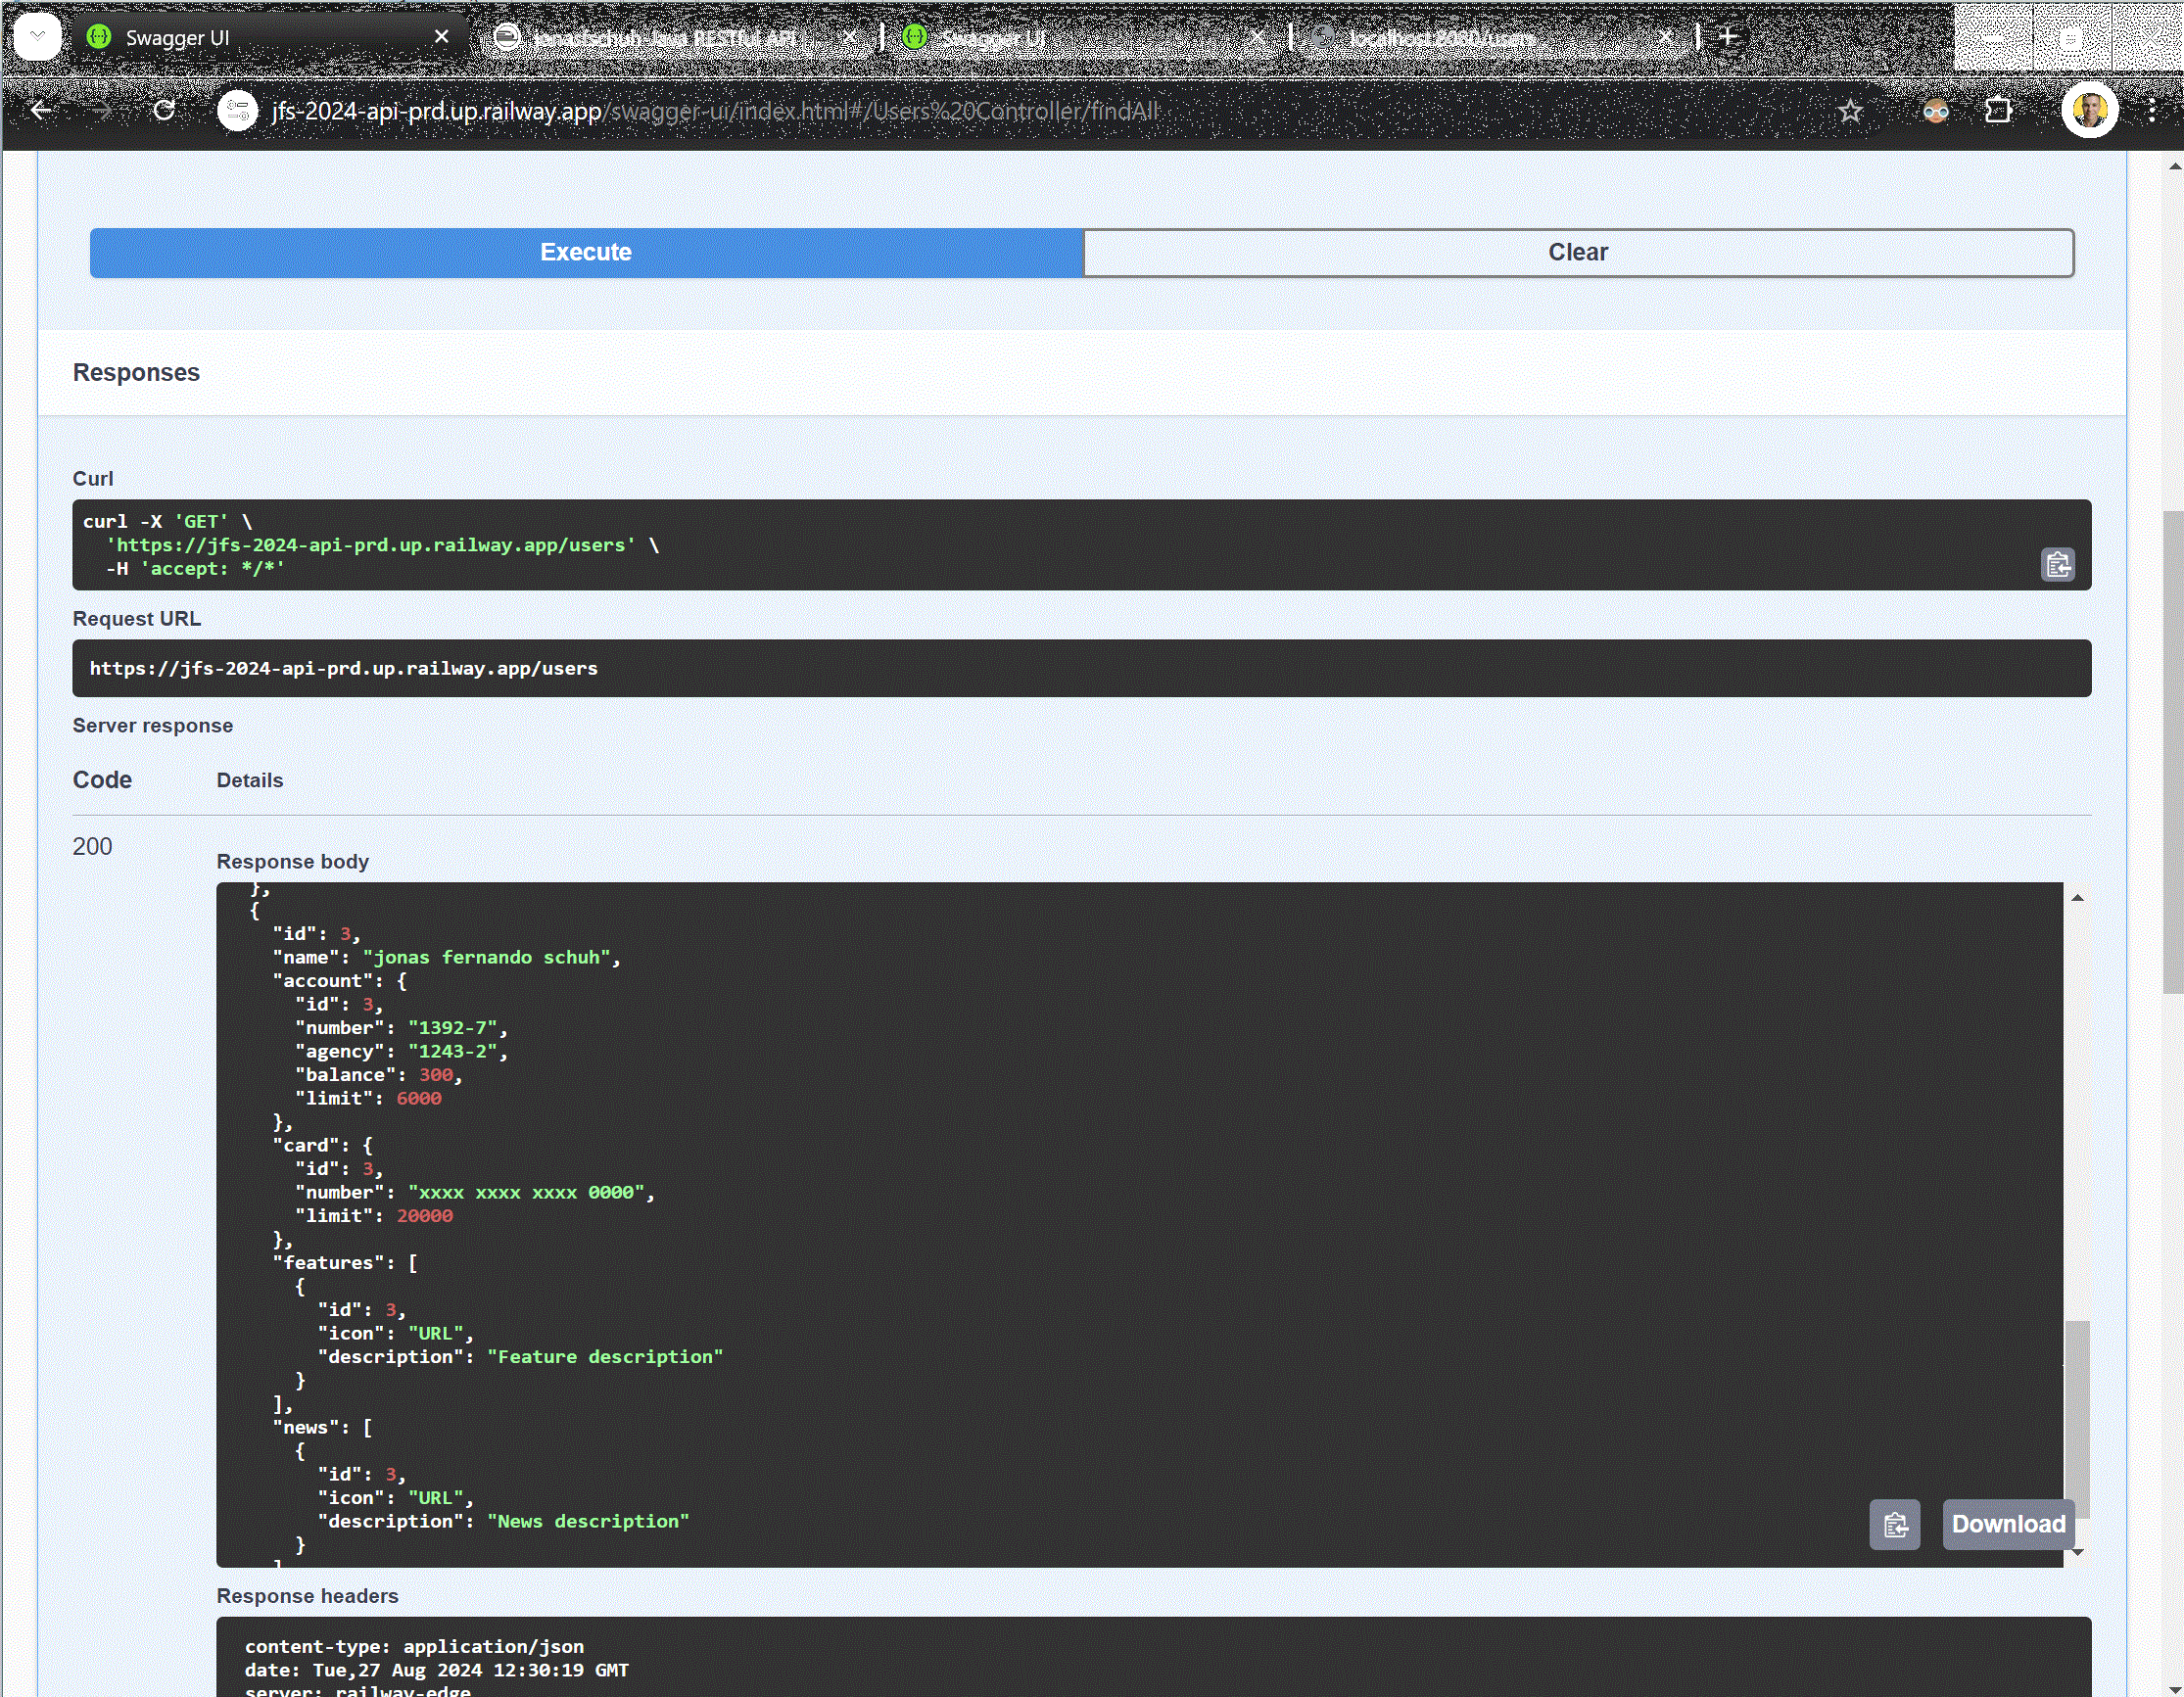 Swagger UI
jonasfschuh-Java RESTful API
Swagger UI
localhost:8080/users
jfs-2024-api-prd.up.railway.app/swagger-ui/index.html#/Users%20Controller/findAll
Execute
Clear
Responses
Curl
curl -X 'GET' \
'https://jfs-2024-api-prd.up.railway.app/users' \
-H 'accept: */*'
Request URL
https://jfs-2024-api-prd.up.railway.app/users
Server response
Code
Details
200
Response body
},
{
"id": 3,
"name": "jonas fernando schuh",
"account": {
"id": 3,
"number": "1392-7",
"agency": "1243-2",
"balance": 300,
"limit": 6000
},
"card": {
"id": 3,
"number": "xxxx xxxx xxxx 0000",
"limit": 20000
},
"features": [
{
"id": 3,
"icon": "URL",
"description": "Feature description"
}
],
"news": [
{
"id": 3,
"icon": "URL",
"description": "News description"
}
]
Download
Response headers
content-type: application/json
date: Tue,27 Aug 2024 12:30:19 GMT
server: railway-edge